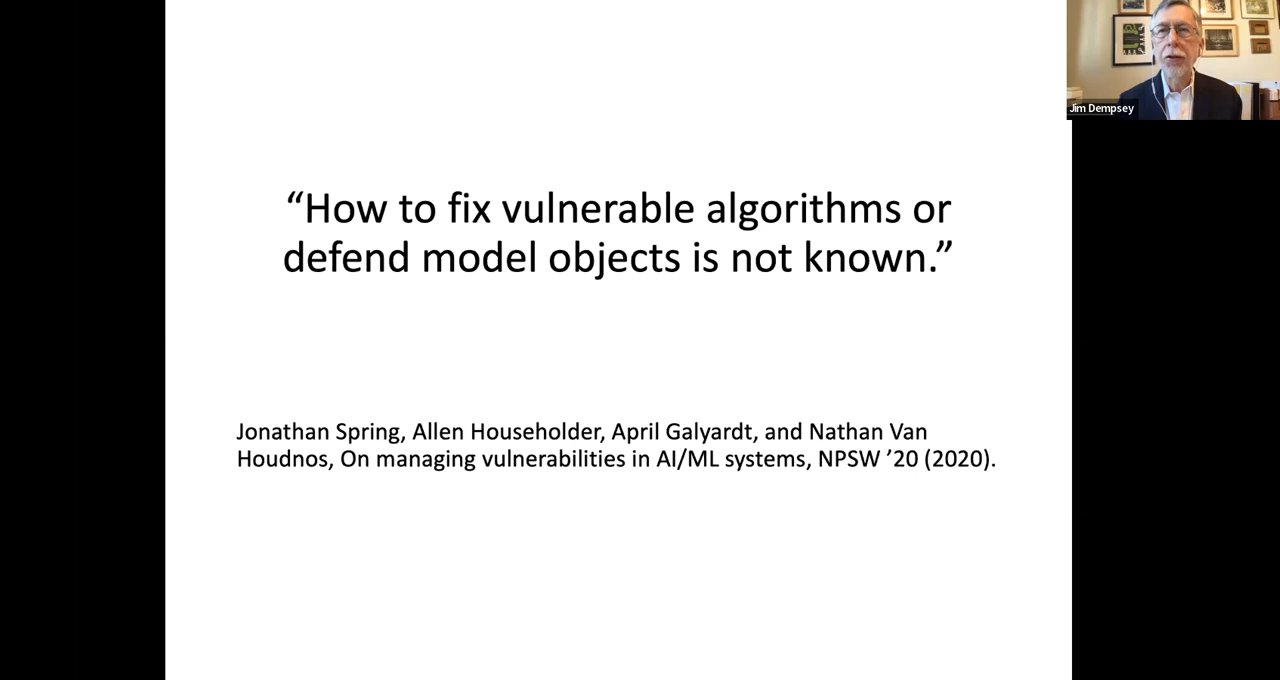 “How to fix vulnerable algorithms or
defend model objects is not known.”
Jonathan Spring, Allen Householder, April Galyardt, and Nathan Van
Houdnos, On managing vulnerabilities in AI/ML systems, NPSW ’20 (2020).
Jim Dempsey